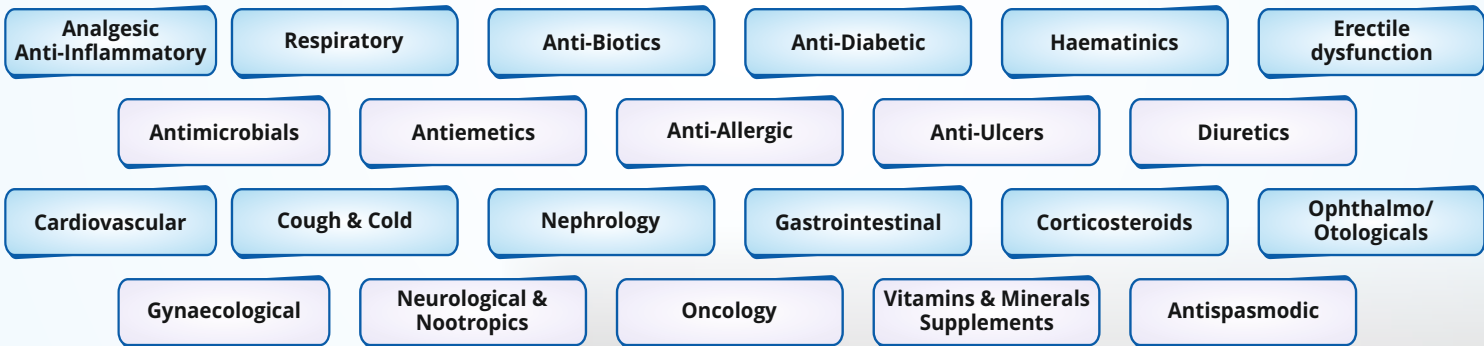 Analgesic
Anti-Inflammatory
Respiratory
Anti-Biotics
Anti-Diabetic
Haematinics
Erectile
dysfunction
Antimicrobials
Antiemetics
Anti-Allergic
Anti-Ulcers
Diuretics
Cardiovascular
Cough & Cold
Nephrology
Gastrointestinal
Corticosteroids
Ophthalmo/
Otologicals
Gynaecological
Neurological &
Nootropics
Oncology
Vitamins & Minerals
Supplements
Antispasmodic